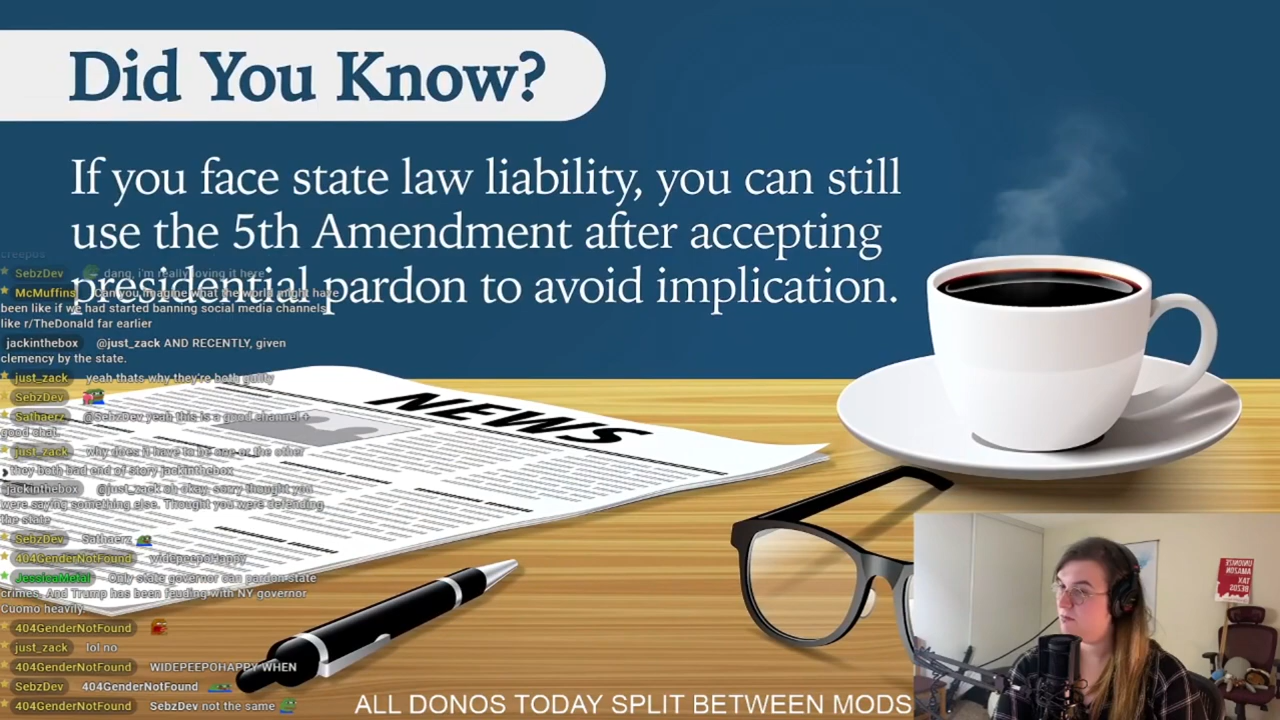 Did You Know?
If you face state law liability, you can still
use the 5th Amendment after accepting
presidential pardon to avoid implication.
creepos
SebzDev dang, i'm really loving it here
McMuffins Can you imagine what the world might have
been like if we had started banning social media channels
like r/TheDonald far earlier
jackinthebox @just_zack AND RECENTLY, given
clemency by the state.
just_zack yeah thats why they're both guilty
SebzDev
Sathaerz @SebzDev yeah this is a good channel +
good chat
just_zack why does it have to be one or the other
they both bad end of story jackinthebox
jackinthebox @just_zack oh okay, sorry thought you
were saying something else. Thought you were defending
the state
SebzDev Sathaerz
404GenderNotFound widepeepoHappy
JessicaMetal Only state governor can pardon state
crimes. And Trump has been feuding with NY governor
Cuomo heavily.
404GenderNotFound
just_zack lol no
404GenderNotFound WIDEPEEPOHAPPY WHEN
SebzDev 404GenderNotFound
404GenderNotFound SebzDev not the same
NEWS
UNIONIZE
AMAZON
TAX
BEZOS
ALL DONOS TODAY SPLIT BETWEEN MODS